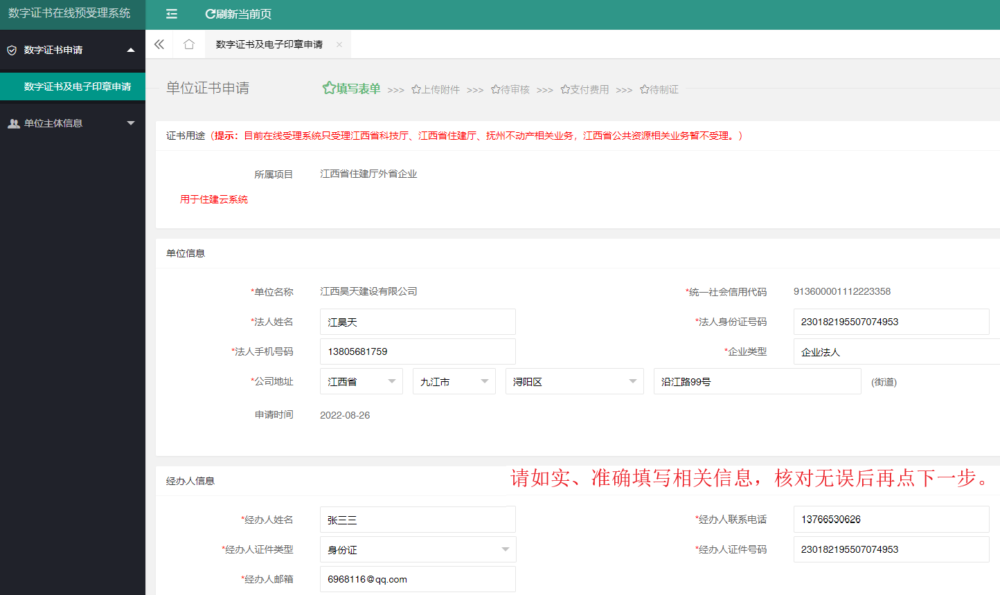 数字证书在线预受理系统
刷新当前页
数字证书申请
数字证书及电子印章申请
数字证书及电子印章申请
单位主体信息
单位证书申请 填写表单 >>> 上传附件 >>> 待审核 >>> 支付费用 >>> 待制证
证书用途（提示：目前在线受理系统只受理江西省科技厅、江西省住建厅、抚州不动产相关业务，江西省公共资源相关业务暂不受理。）
所属项目 江西省住建厅外省企业
用于住建云系统
单位信息
*单位名称 江西昊天建设有限公司 *统一社会信用代码 913600001112223358
*法人姓名 江昊天 *法人身份证号码 230182195507074953
*法人手机号码 13805681759 *企业类型 企业法人
*公司地址 江西省 九江市 浔阳区 沿江路99号 (街道)
申请时间 2022-08-26
经办人信息 请如实、准确填写相关信息，核对无误后再点下一步。
*经办人姓名 张三三 *经办人联系电话 13766530626
*经办人证件类型 身份证 *经办人证件号码 230182195507074953
*经办人邮箱 6968116@qq.com